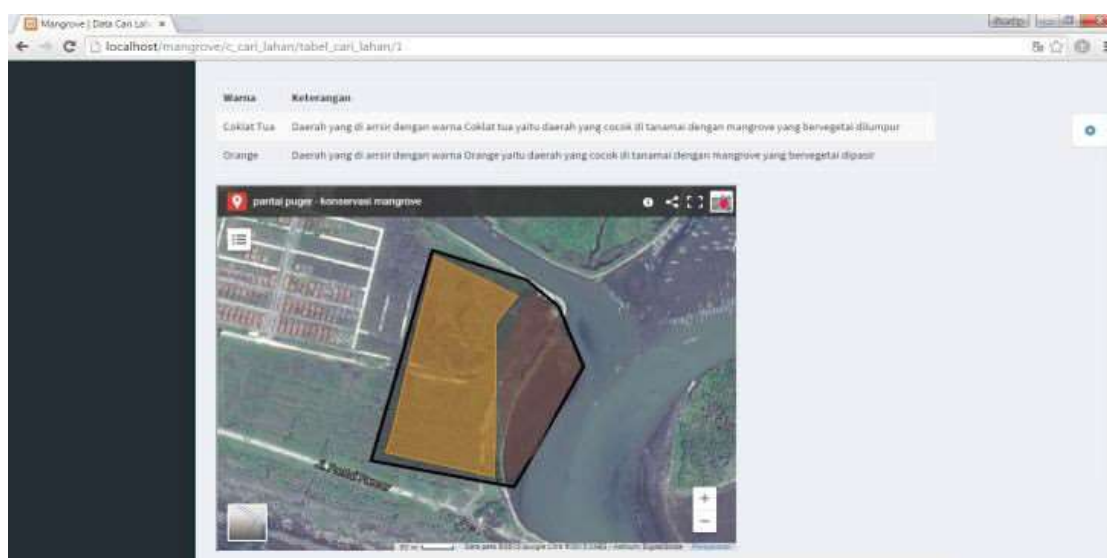 Mangrove | Data Cari Lah
localhost/mangrove/c_cari_lahan/tabel_cari_lahan/1
Warna Keterangan
Coklat Tua Daerah yang di arsir dengan warna Coklat tua yaitu daerah yang cocok di tanamai dengan mangrove yang bervegetai dilumpur
Orange Daerah yang di arsir dengan warna Orange yaitu daerah yang cocok di tanamai dengan mangrove yang bervegetai dipasir
pantai puger - konservasi mangrove